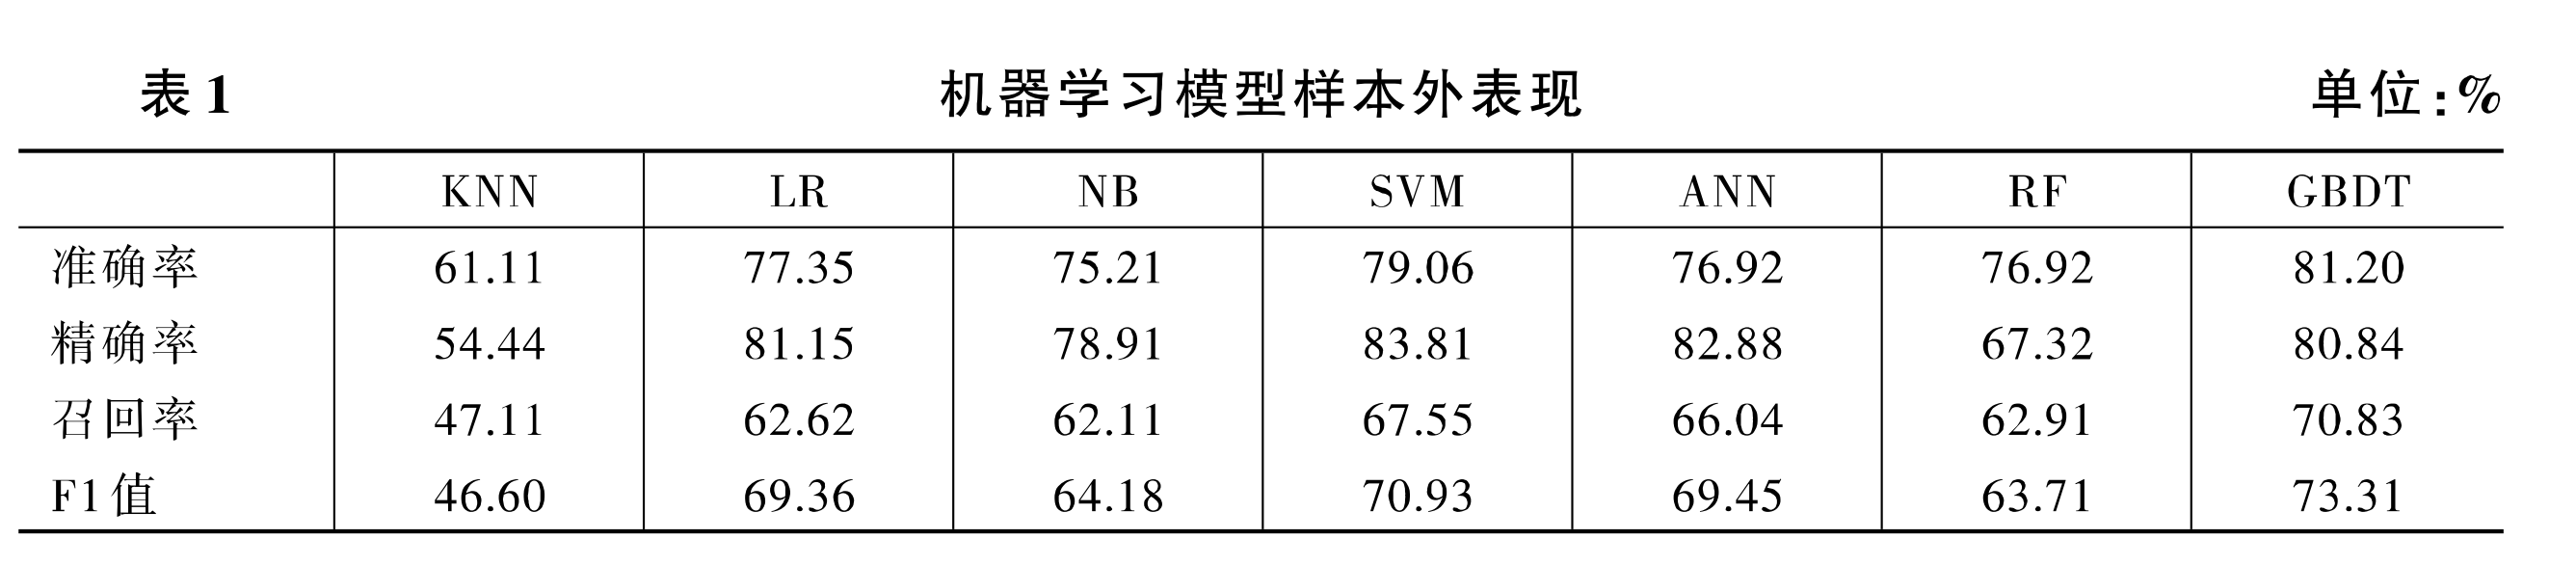 表1 机器学习模型样本外表现 单位:%
KNN LR NB SVM ANN RF GBDT
准确率 61.11 77.35 75.21 79.06 76.92 76.92 81.20
精确率 54.44 81.15 78.91 83.81 82.88 67.32 80.84
召回率 47.11 62.62 62.11 67.55 66.04 62.91 70.83
F1值 46.60 69.36 64.18 70.93 69.45 63.71 73.31